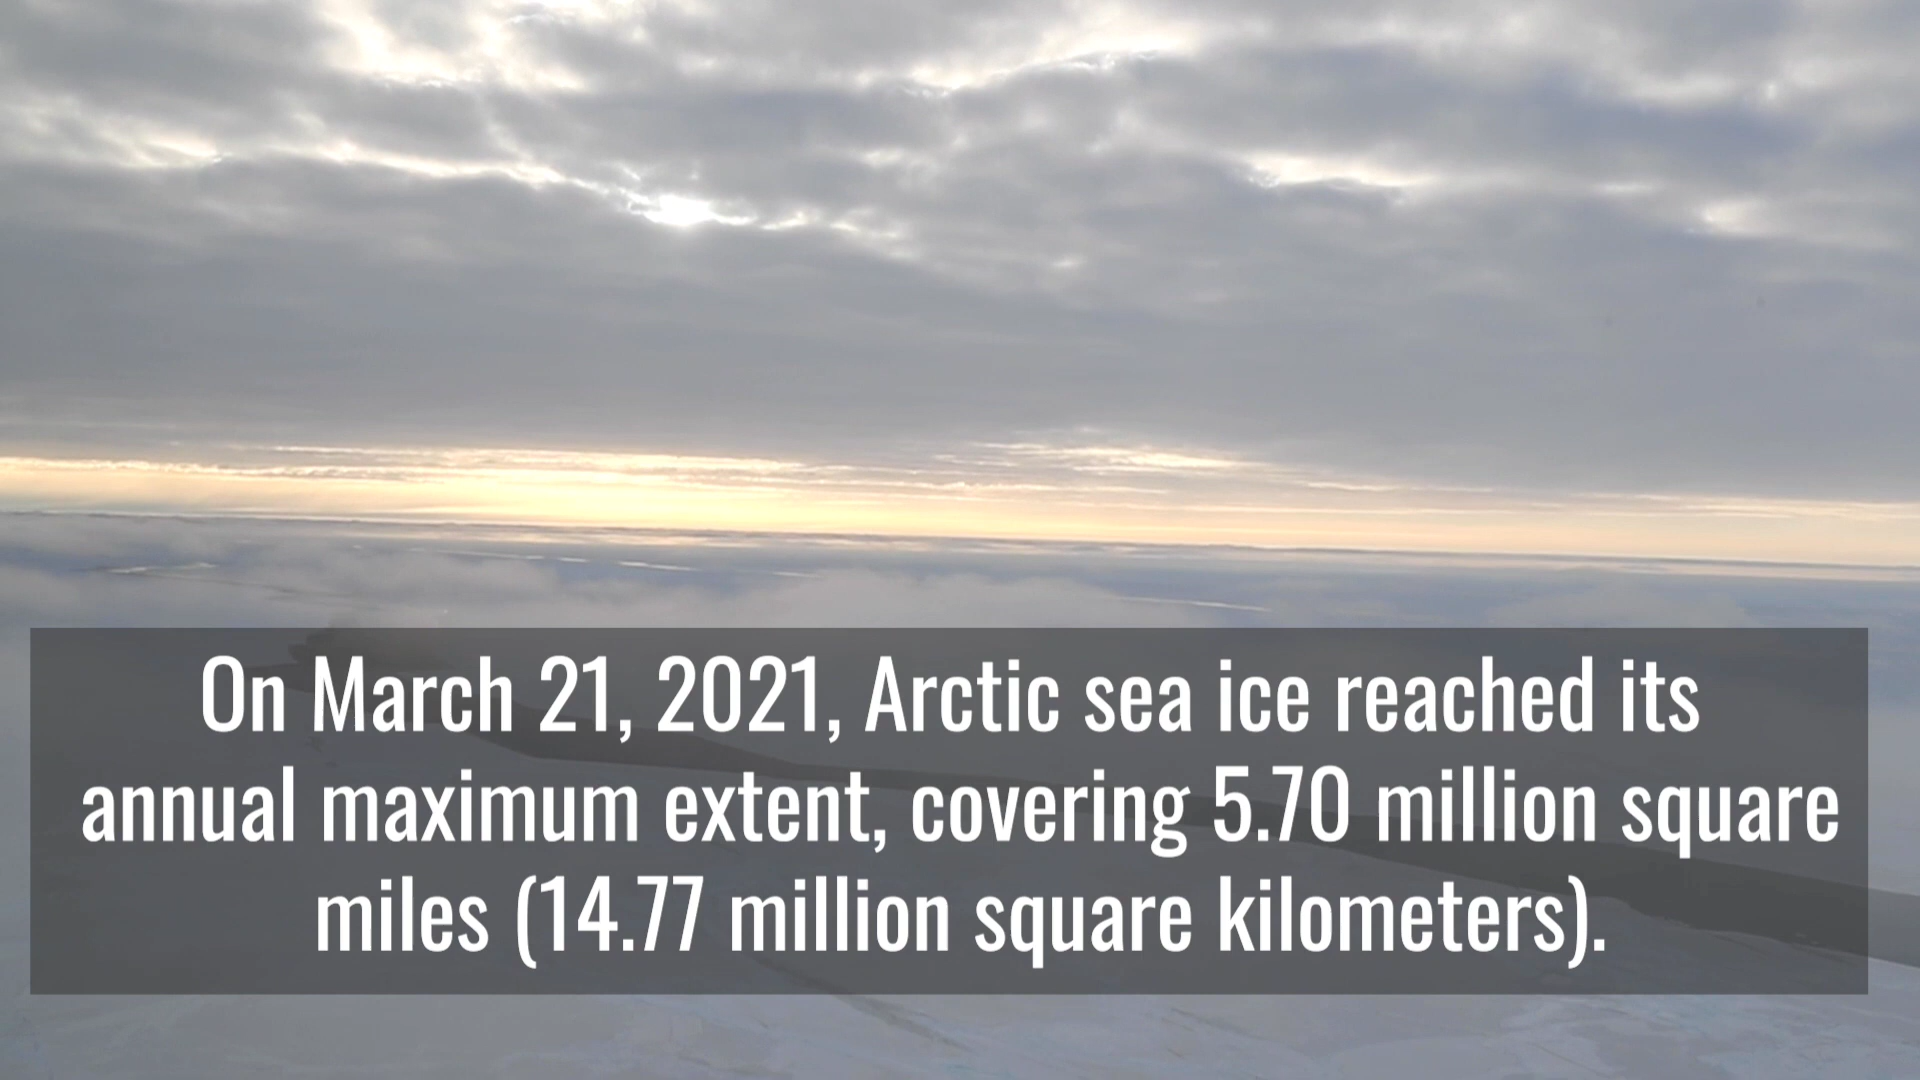 On March 21, 2021, Arctic sea ice reached its
annual maximum extent, covering 5.70 million square
miles (14.77 million square kilometers).